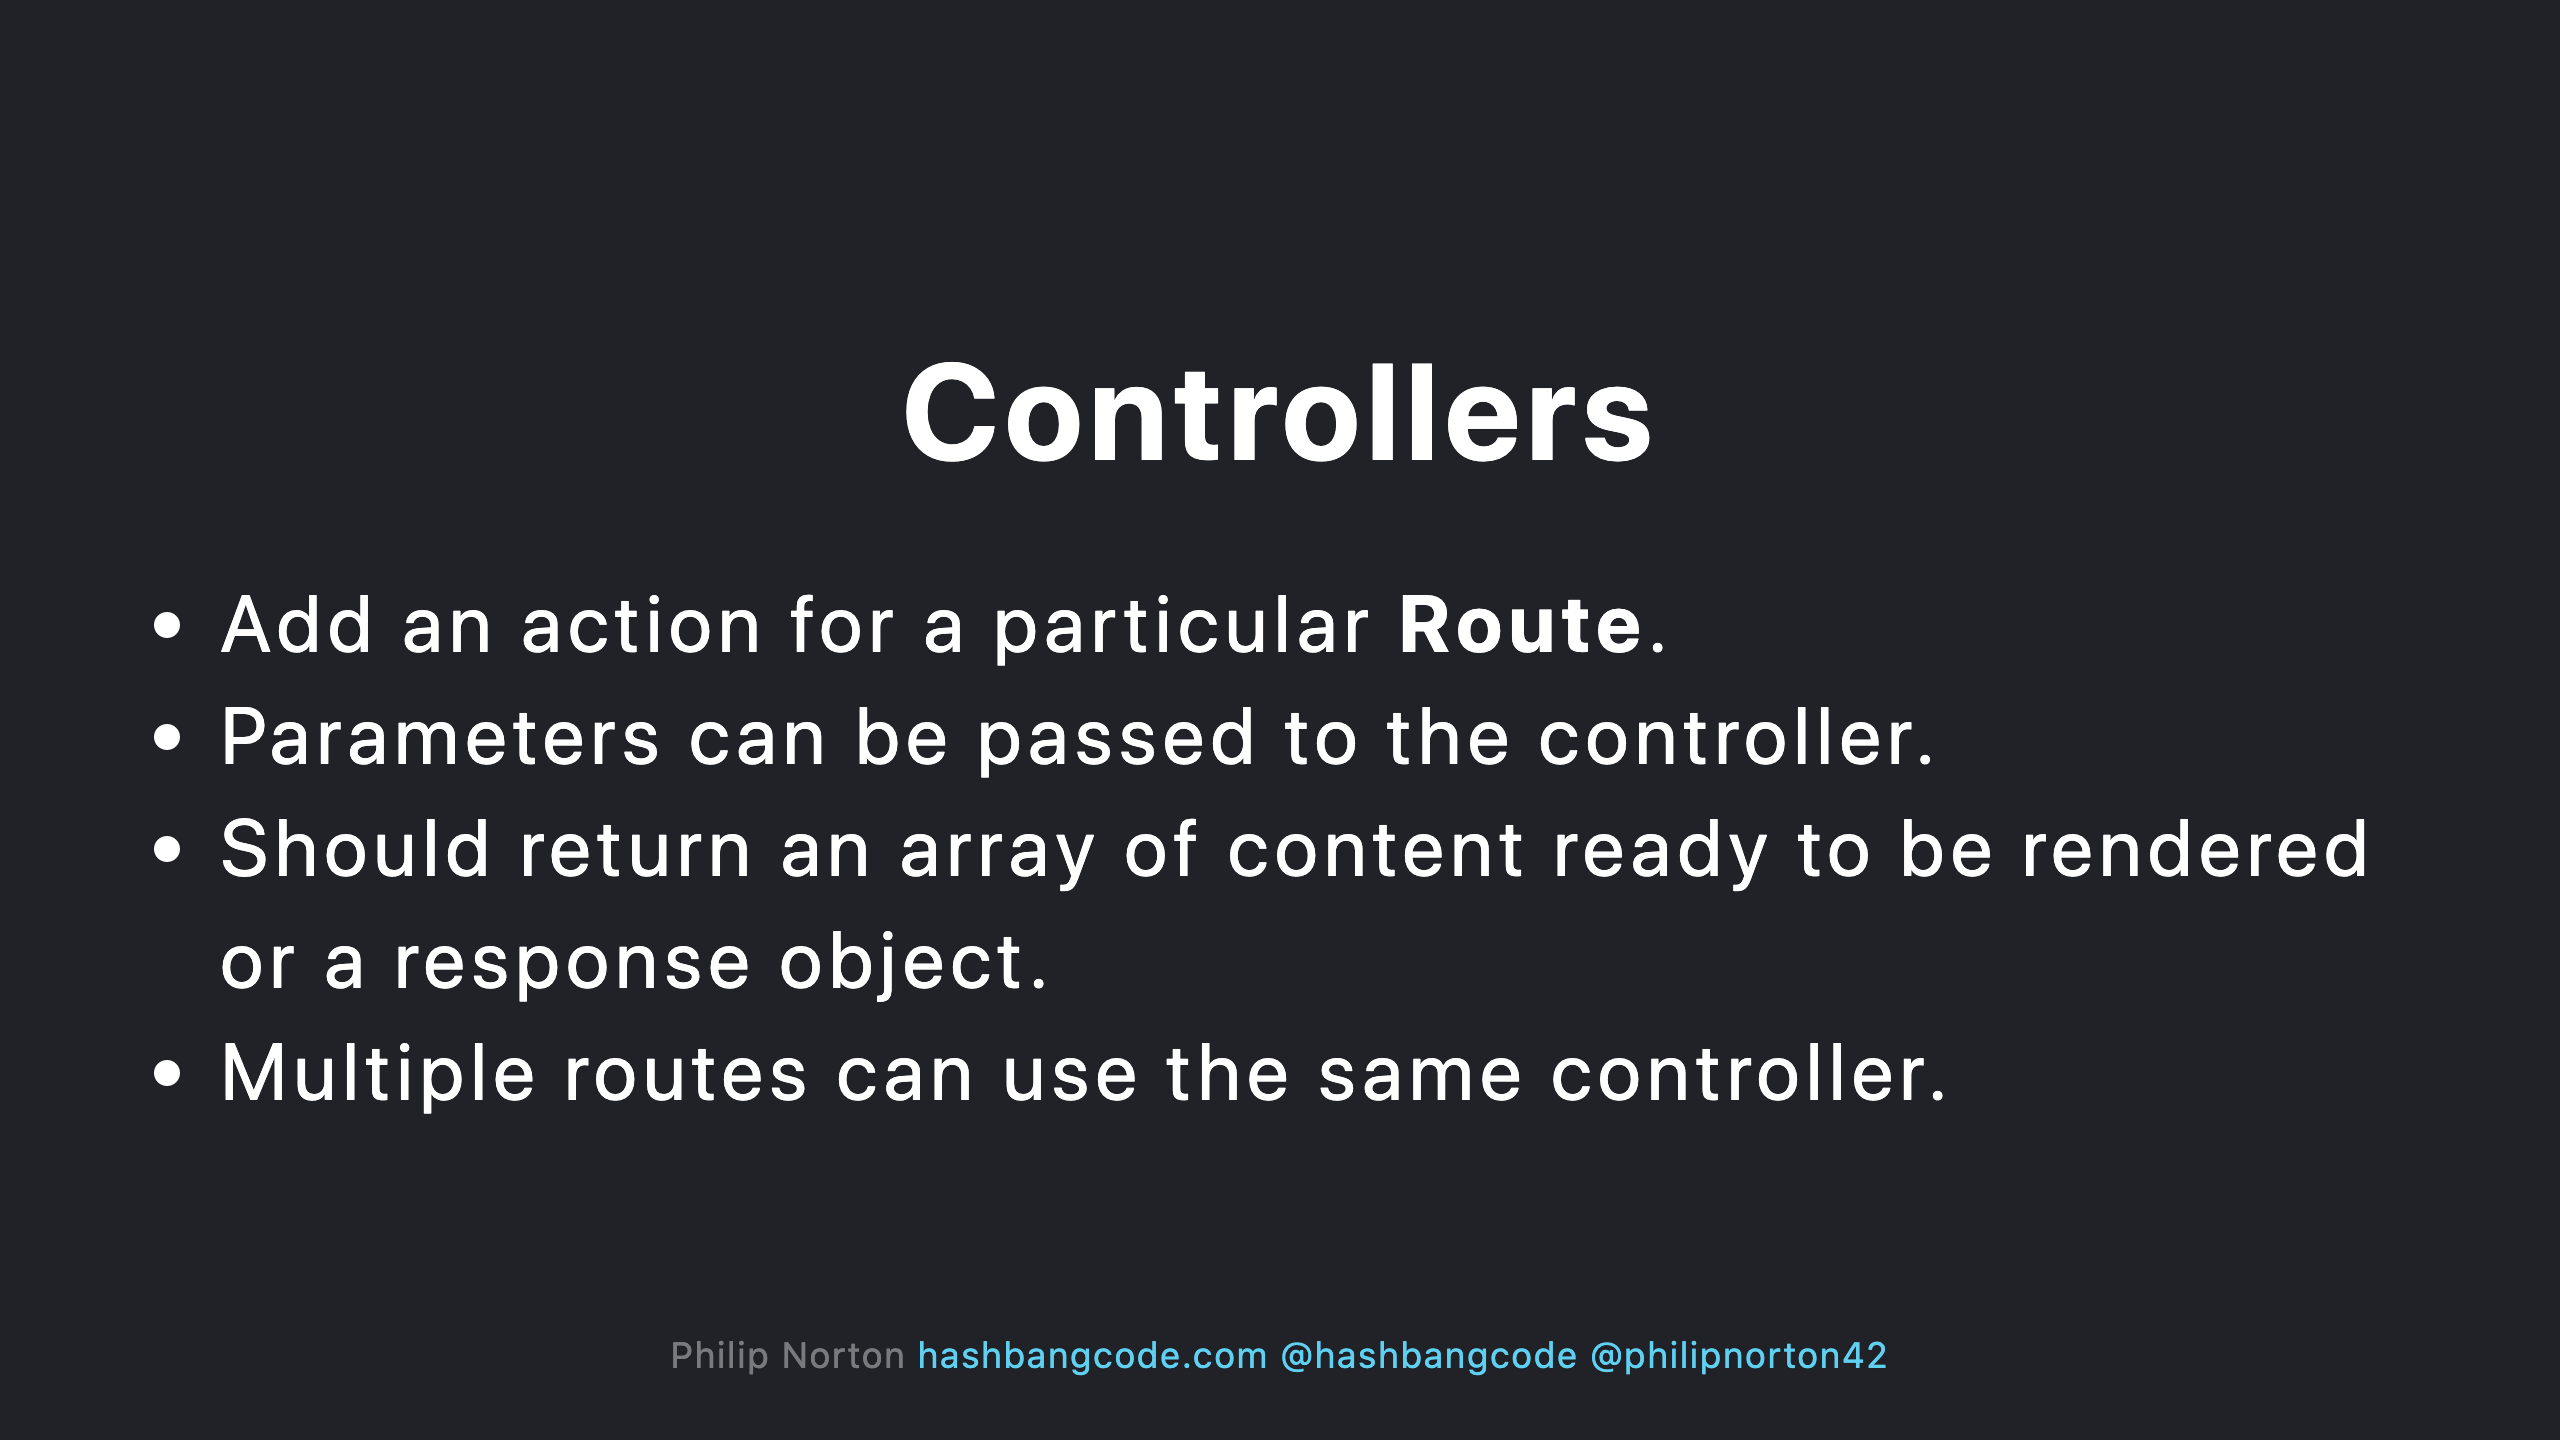 Controllers
• Add an action for a particular Route.
• Parameters can be passed to the controller.
• Should return an array of content ready to be rendered
or a response object.
• Multiple routes can use the same controller.
Philip Norton hashbangcode.com @hashbangcode @philipnorton42